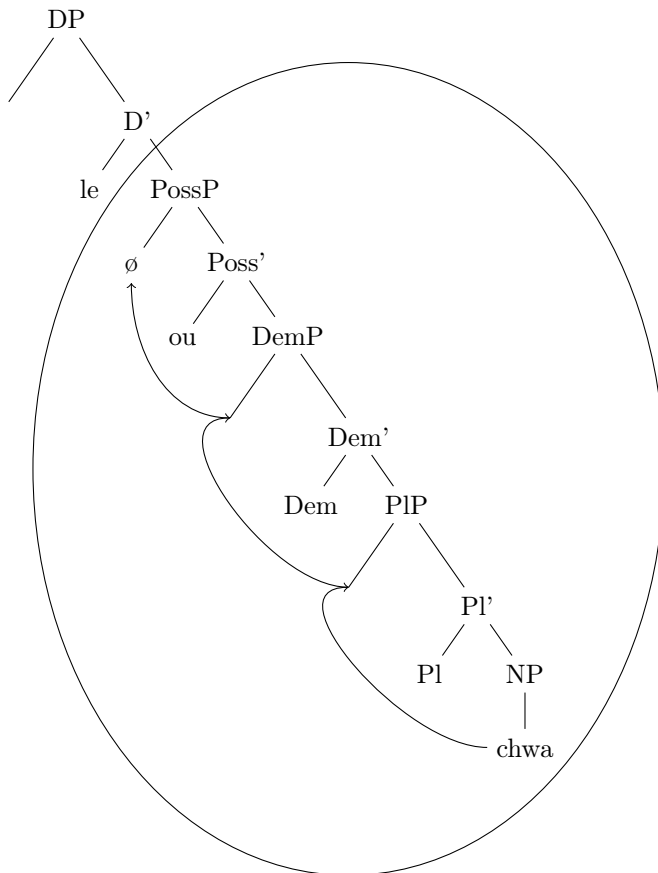 DP
D'
le PossP
ø Poss'
ou DemP
Dem'
Dem PlP
Pl'
Pl NP
chwa